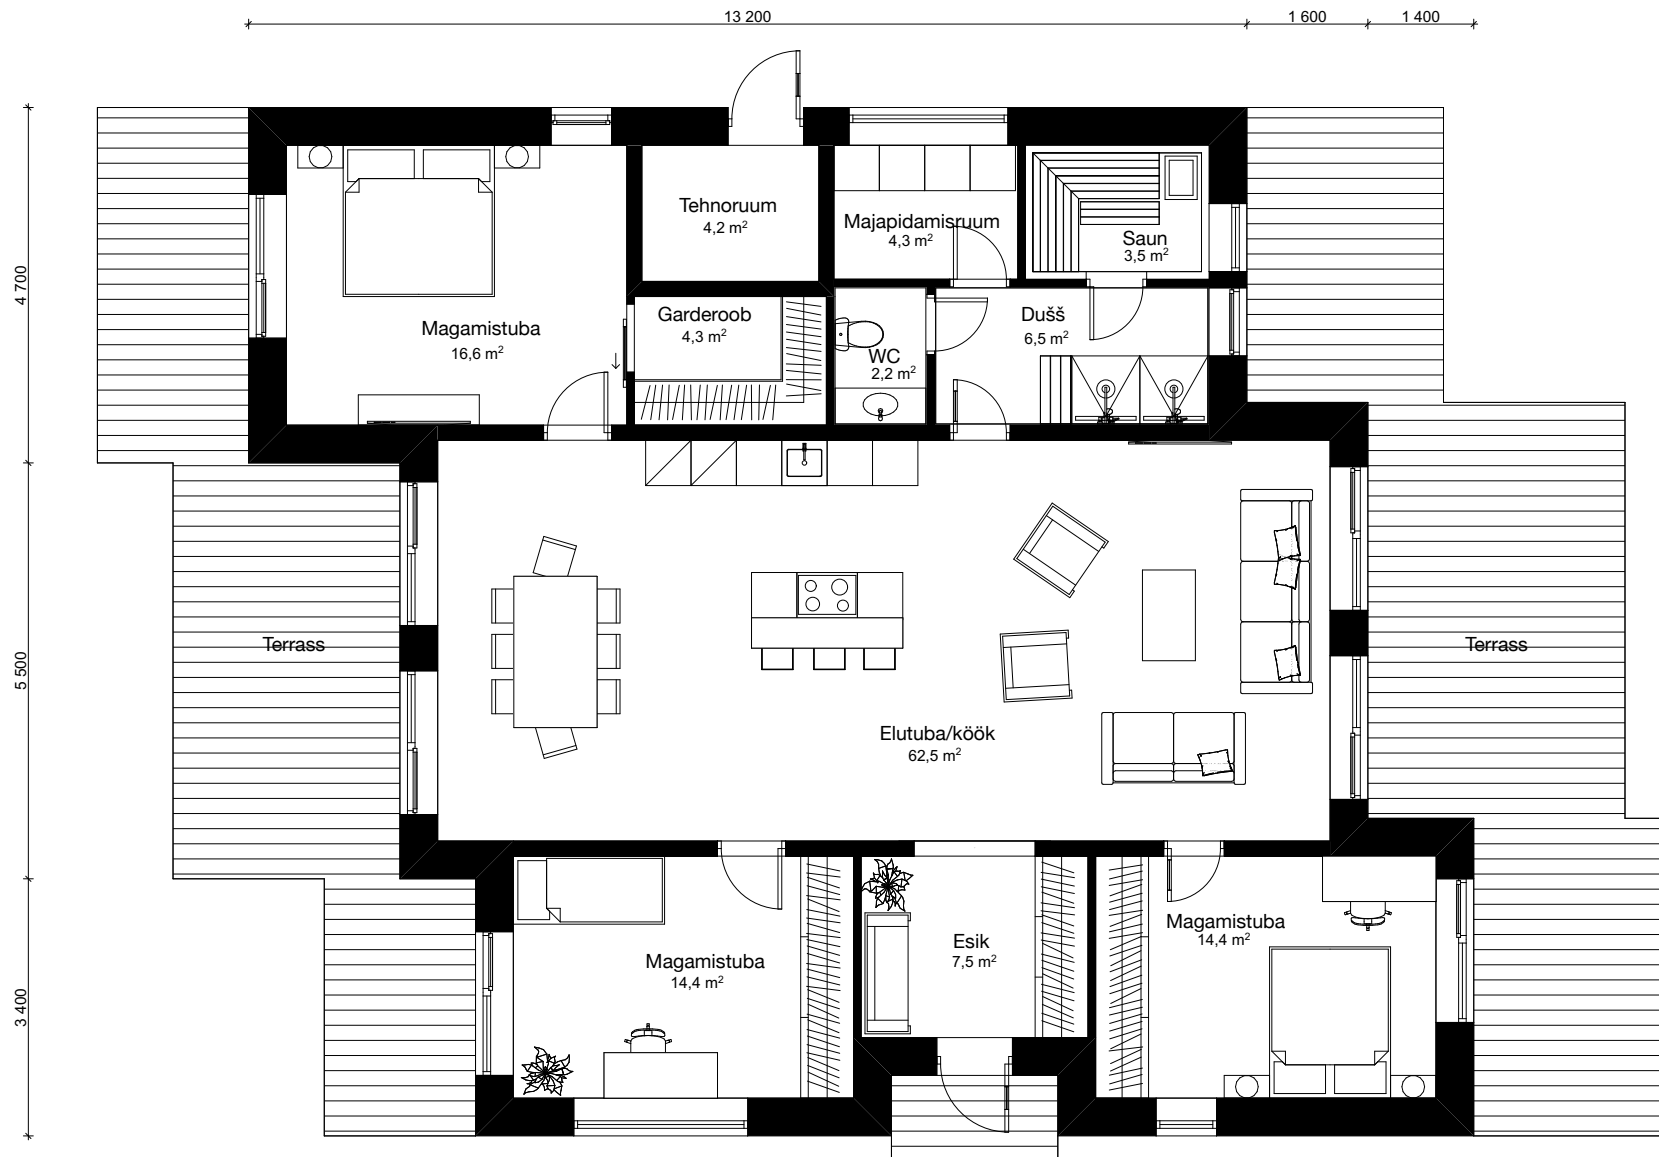 13 200
1 600
1 400
4 700
5 500
3 400
Magamistuba
16,6 m²
Tehnoruum
4,2 m²
Garderoob
4,3 m²
Majapidamisruum
4,3 m²
Saun
3,5 m²
WC
2,2 m²
Dušš
6,5 m²
Terrass
Elutuba/köök
62,5 m²
Terrass
Magamistuba
14,4 m²
Esik
7,5 m²
Magamistuba
14,4 m²